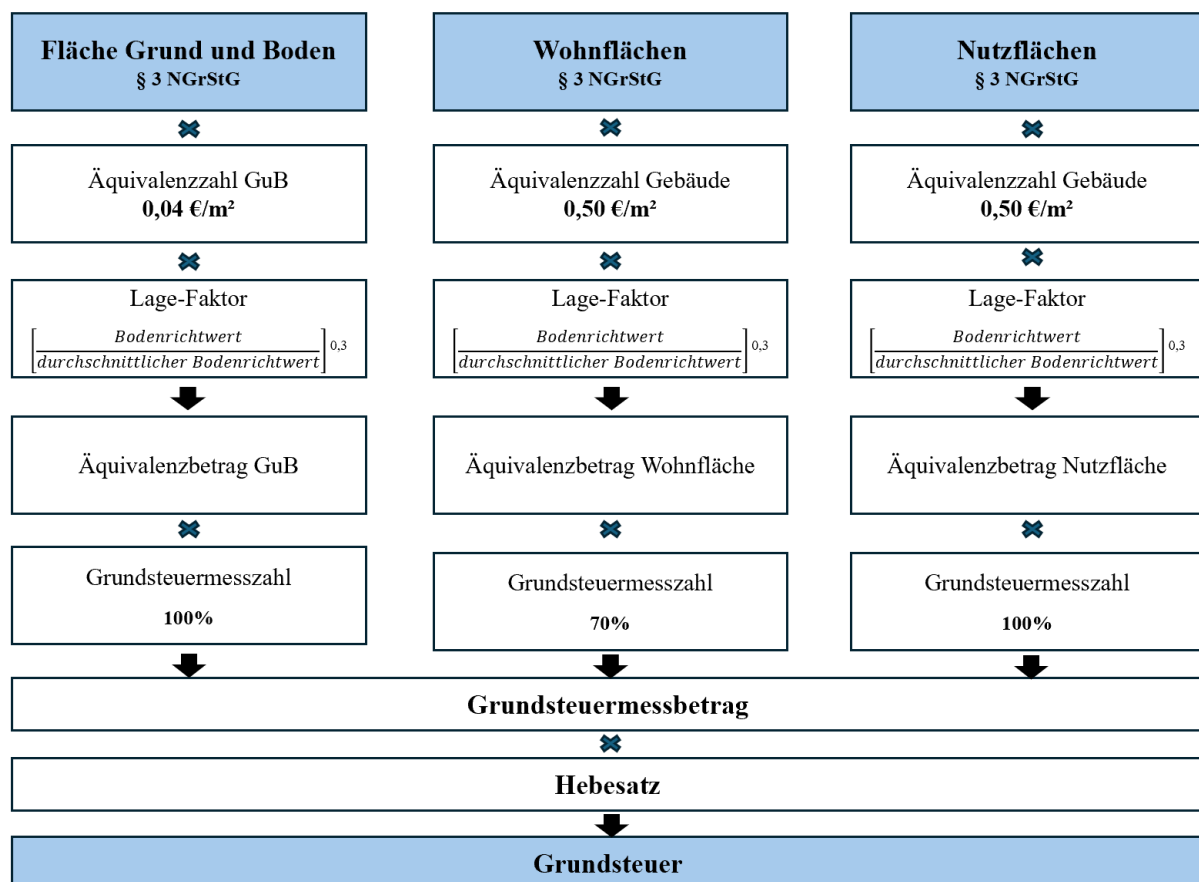 Fläche Grund und Boden
§ 3 NGrStG
Wohnflächen
§ 3 NGrStG
Nutzflächen
§ 3 NGrStG
Äquivalenzzahl GuB
0,04 €/m²
Äquivalenzzahl Gebäude
0,50 €/m²
Äquivalenzzahl Gebäude
0,50 €/m²
Lage-Faktor
[Bodenrichtwert
durchschnittlicher Bodenrichtwert] 0,3
Lage-Faktor
[Bodenrichtwert
durchschnittlicher Bodenrichtwert] 0,3
Lage-Faktor
[Bodenrichtwert
durchschnittlicher Bodenrichtwert] 0,3
Äquivalenzbetrag GuB
Äquivalenzbetrag Wohnfläche
Äquivalenzbetrag Nutzfläche
Grundsteuermesszahl
100%
Grundsteuermesszahl
70%
Grundsteuermesszahl
100%
Grundsteuermessbetrag
Hebesatz
Grundsteuer